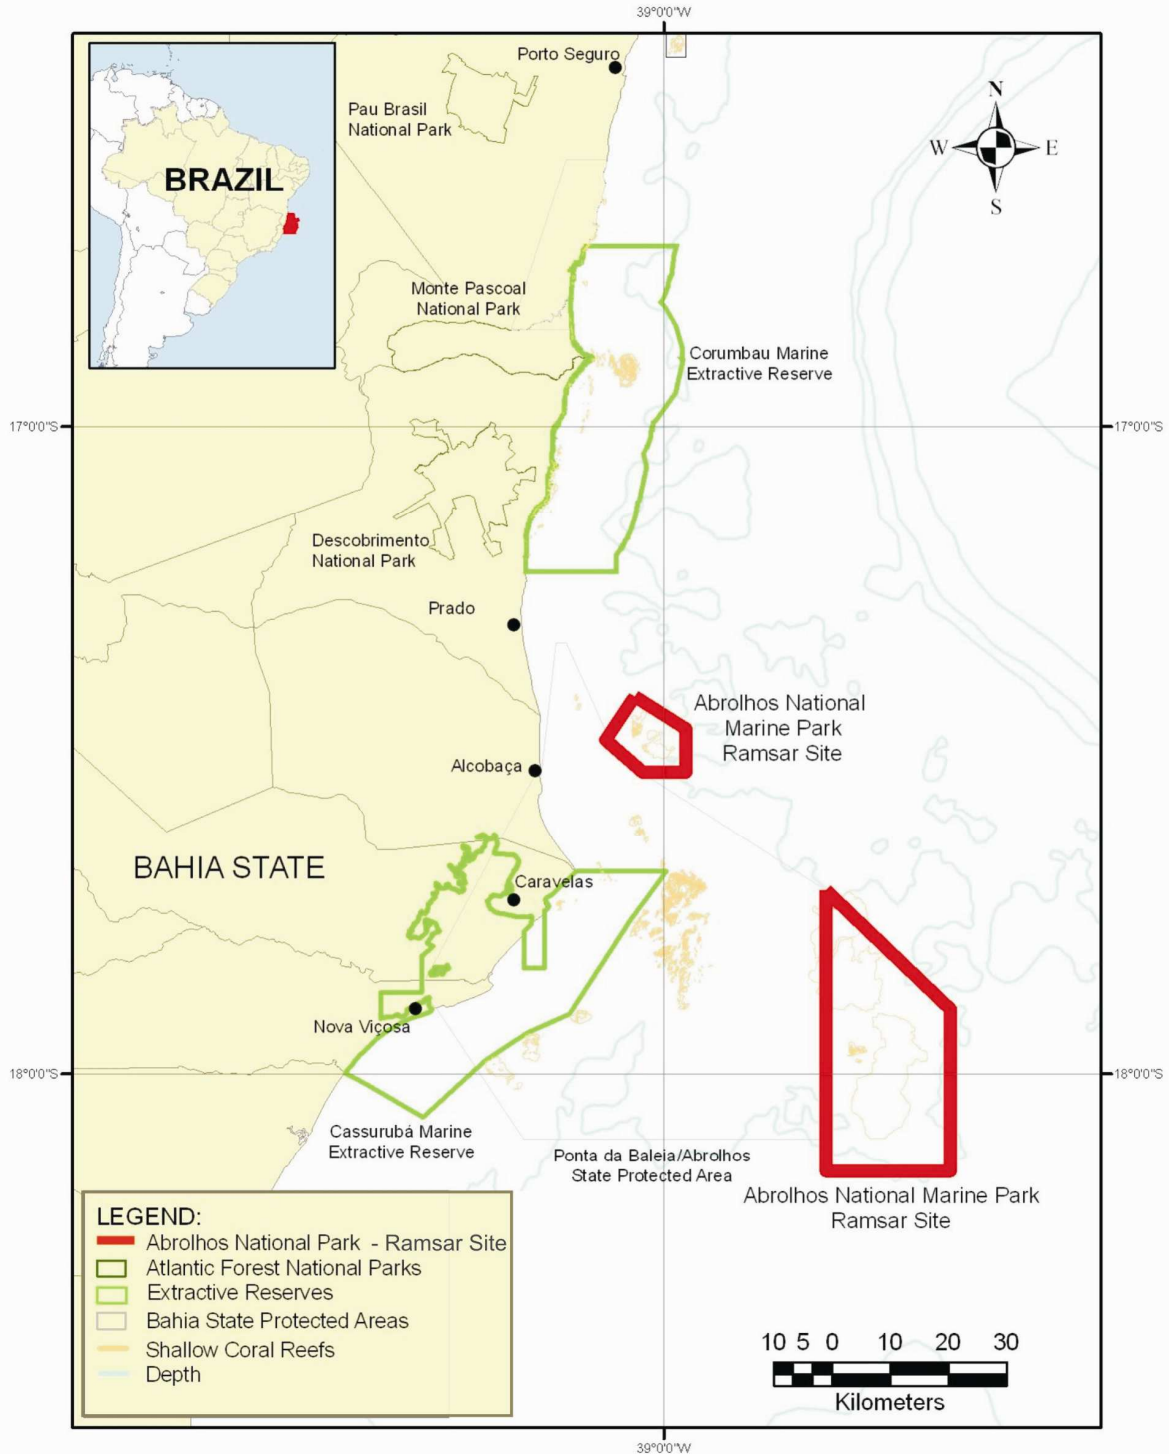 39°0'0"W
Porto Seguro
Pau Brasil
National Park
N
W
E
S
BRAZIL
Monte Pascoal
National Park
Corumbau Marine
Extractive Reserve
17°0'0"S
17°0'0"S
Descobrimento
National Park
Prado
Abrolhos National
Marine Park
Ramsar Site
Alcobaça
BAHIA STATE
Caravelas
Nova Viçosa
18°0'0"S
18°0'0"S
Cassurubá Marine
Extractive Reserve
Ponta da Baleia/Abrolhos
State Protected Area
Abrolhos National Marine Park
Ramsar Site
LEGEND:
Abrolhos National Park - Ramsar Site
Atlantic Forest National Parks
Extractive Reserves
Bahia State Protected Areas
Shallow Coral Reefs
Depth
10 5 0 10 20 30
Kilometers
39°0'0"W